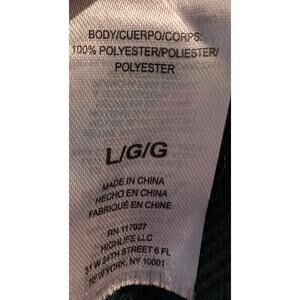 BODY/CUERPO/CORPS:
100% POLYESTER/POLIESTER/
POLYESTER
L/G/G
MADE IN CHINA
HECHO EN CHINA
FABRIQUÉ EN CHINE
RN 117927
HIGHLIFE LLC
31 W 34TH STREET 6 FL
NEW YORK, NY 10001